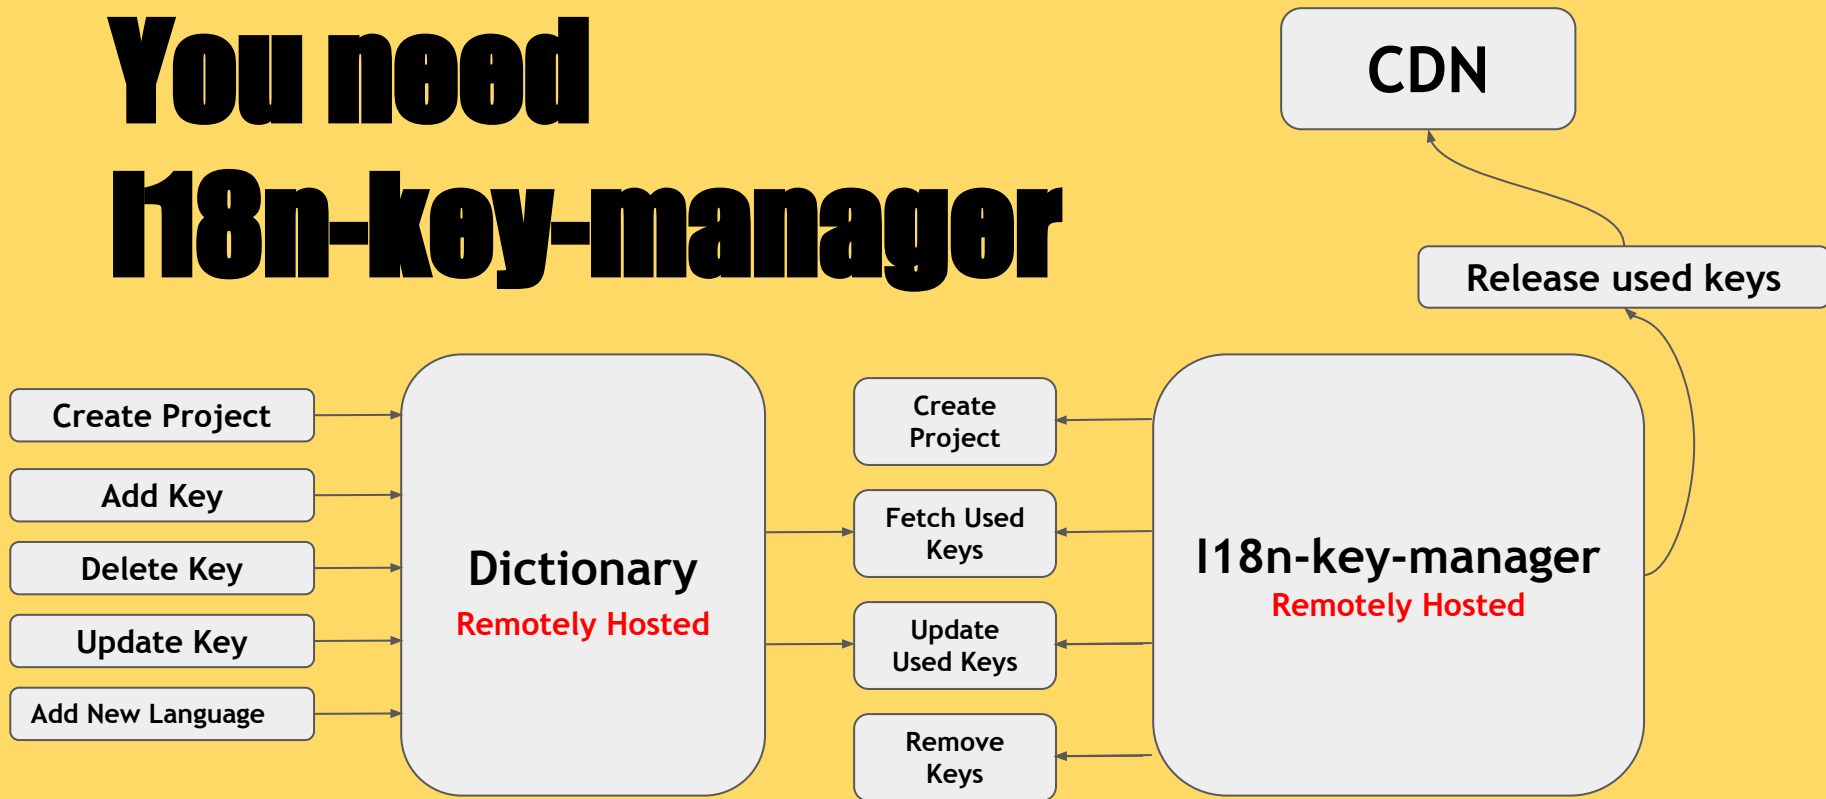 You need
I18n-key-manager
CDN
Release used keys
Create Project
Add Key
Delete Key
Update Key
Add New Language
Dictionary
Remotely Hosted
Create
Project
Fetch Used
Keys
Update
Used Keys
Remove
Keys
I18n-key-manager
Remotely Hosted